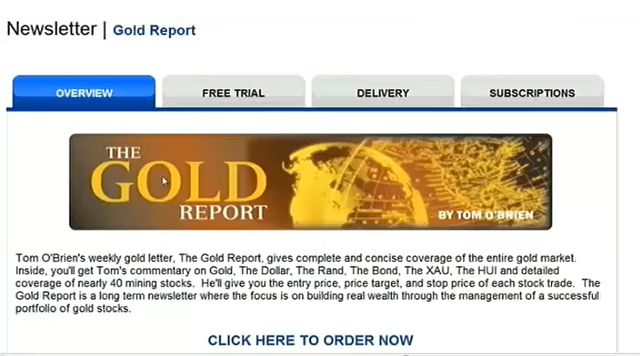 Newsletter | Gold Report
OVERVIEW
FREE TRIAL
DELIVERY
SUBSCRIPTIONS
THE
GOLD
REPORT
BY TOM O'BRIEN
Tom O'Brien's weekly gold letter, The Gold Report, gives complete and concise coverage of the entire gold market.
Inside, you'll get Tom's commentary on Gold, The Dollar, The Rand, The Bond, The XAU, The HUI and detailed
coverage of nearly 40 mining stocks. He'll give you the entry price, price target, and stop price of each stock trade. The
Gold Report is a long term newsletter where the focus is on building real wealth through the management of a successful
portfolio of gold stocks.
CLICK HERE TO ORDER NOW